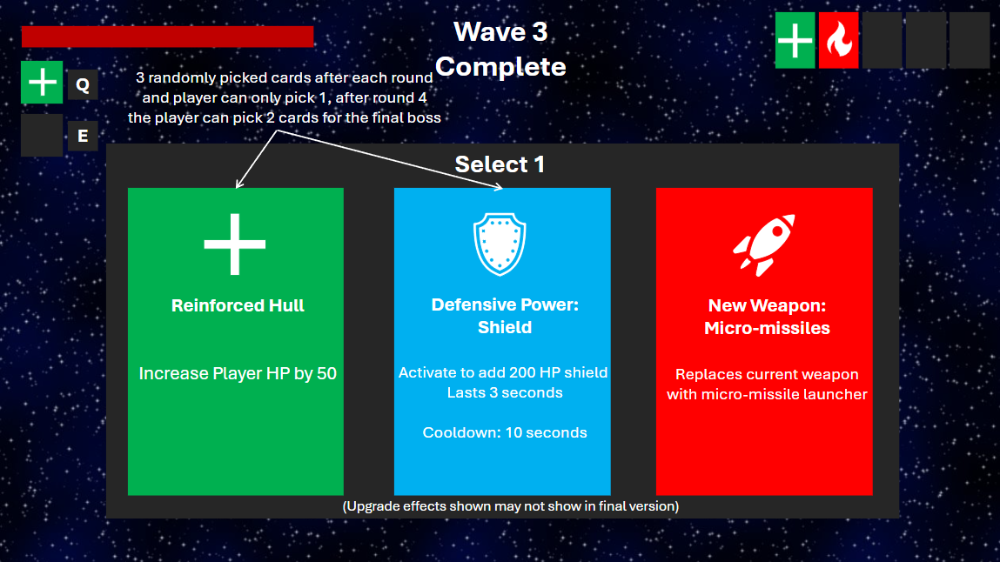 Wave 3
Complete
Q
3 randomly picked cards after each round
and player can only pick 1, after round 4
the player can pick 2 cards for the final boss
E
Select 1
Reinforced Hull
Increase Player HP by 50
Defensive Power:
Shield
Activate to add 200 HP shield
Lasts 3 seconds
Cooldown: 10 seconds
New Weapon:
Micro-missiles
Replaces current weapon
with micro-missile launcher
(Upgrade effects shown may not show in final version)